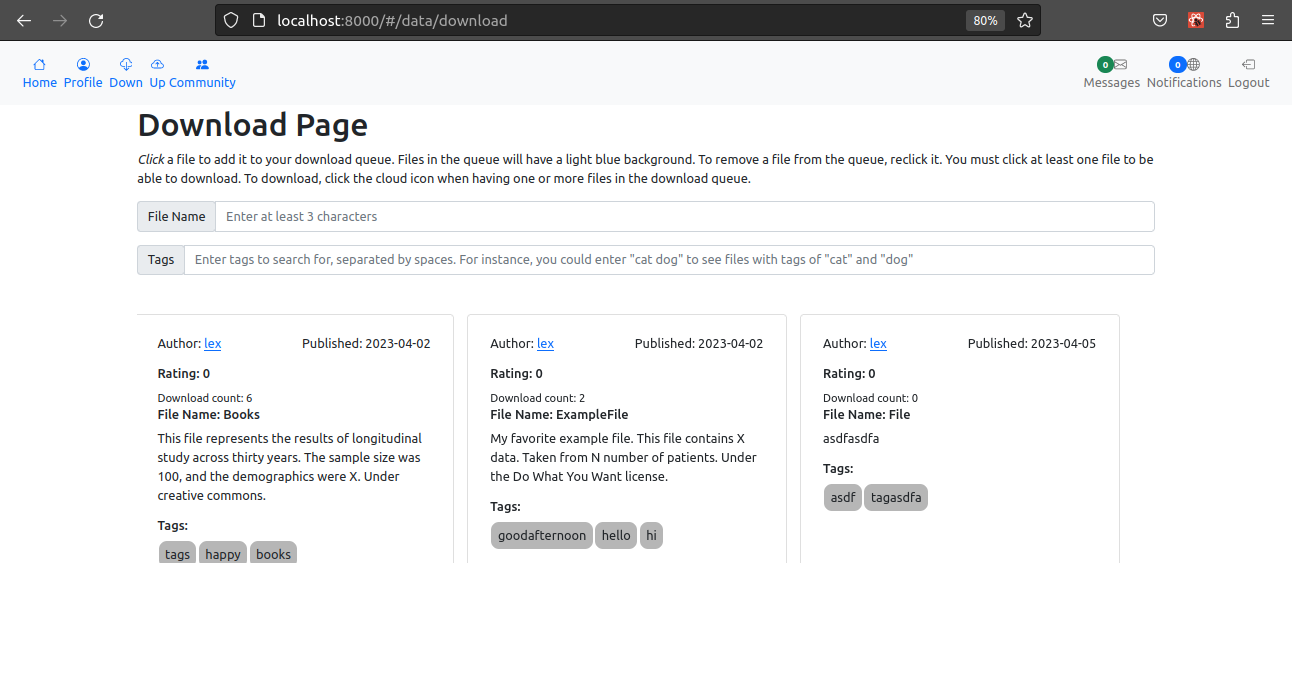 localhost:8000/#/data/download 80%
Home Profile Down Up Community 0 Messages 0 Notifications Logout
Download Page
Click a file to add it to your download queue. Files in the queue will have a light blue background. To remove a file from the queue, reclick it. You must click at least one file to be
able to download. To download, click the cloud icon when having one or more files in the download queue.
File Name Enter at least 3 characters
Tags Enter tags to search for, separated by spaces. For instance, you could enter "cat dog" to see files with tags of "cat" and "dog"
Author: lex Published: 2023-04-02
Rating: 0
Download count: 6
File Name: Books
This file represents the results of longitudinal
study across thirty years. The sample size was
100, and the demographics were X. Under
creative commons.
Tags:
tags happy books
Author: lex Published: 2023-04-02
Rating: 0
Download count: 2
File Name: ExampleFile
My favorite example file. This file contains X
data. Taken from N number of patients. Under
the Do What You Want license.
Tags:
goodafternoon hello hi
Author: lex Published: 2023-04-05
Rating: 0
Download count: 0
File Name: File
asdfasdfa
Tags:
asdf tagasdfa